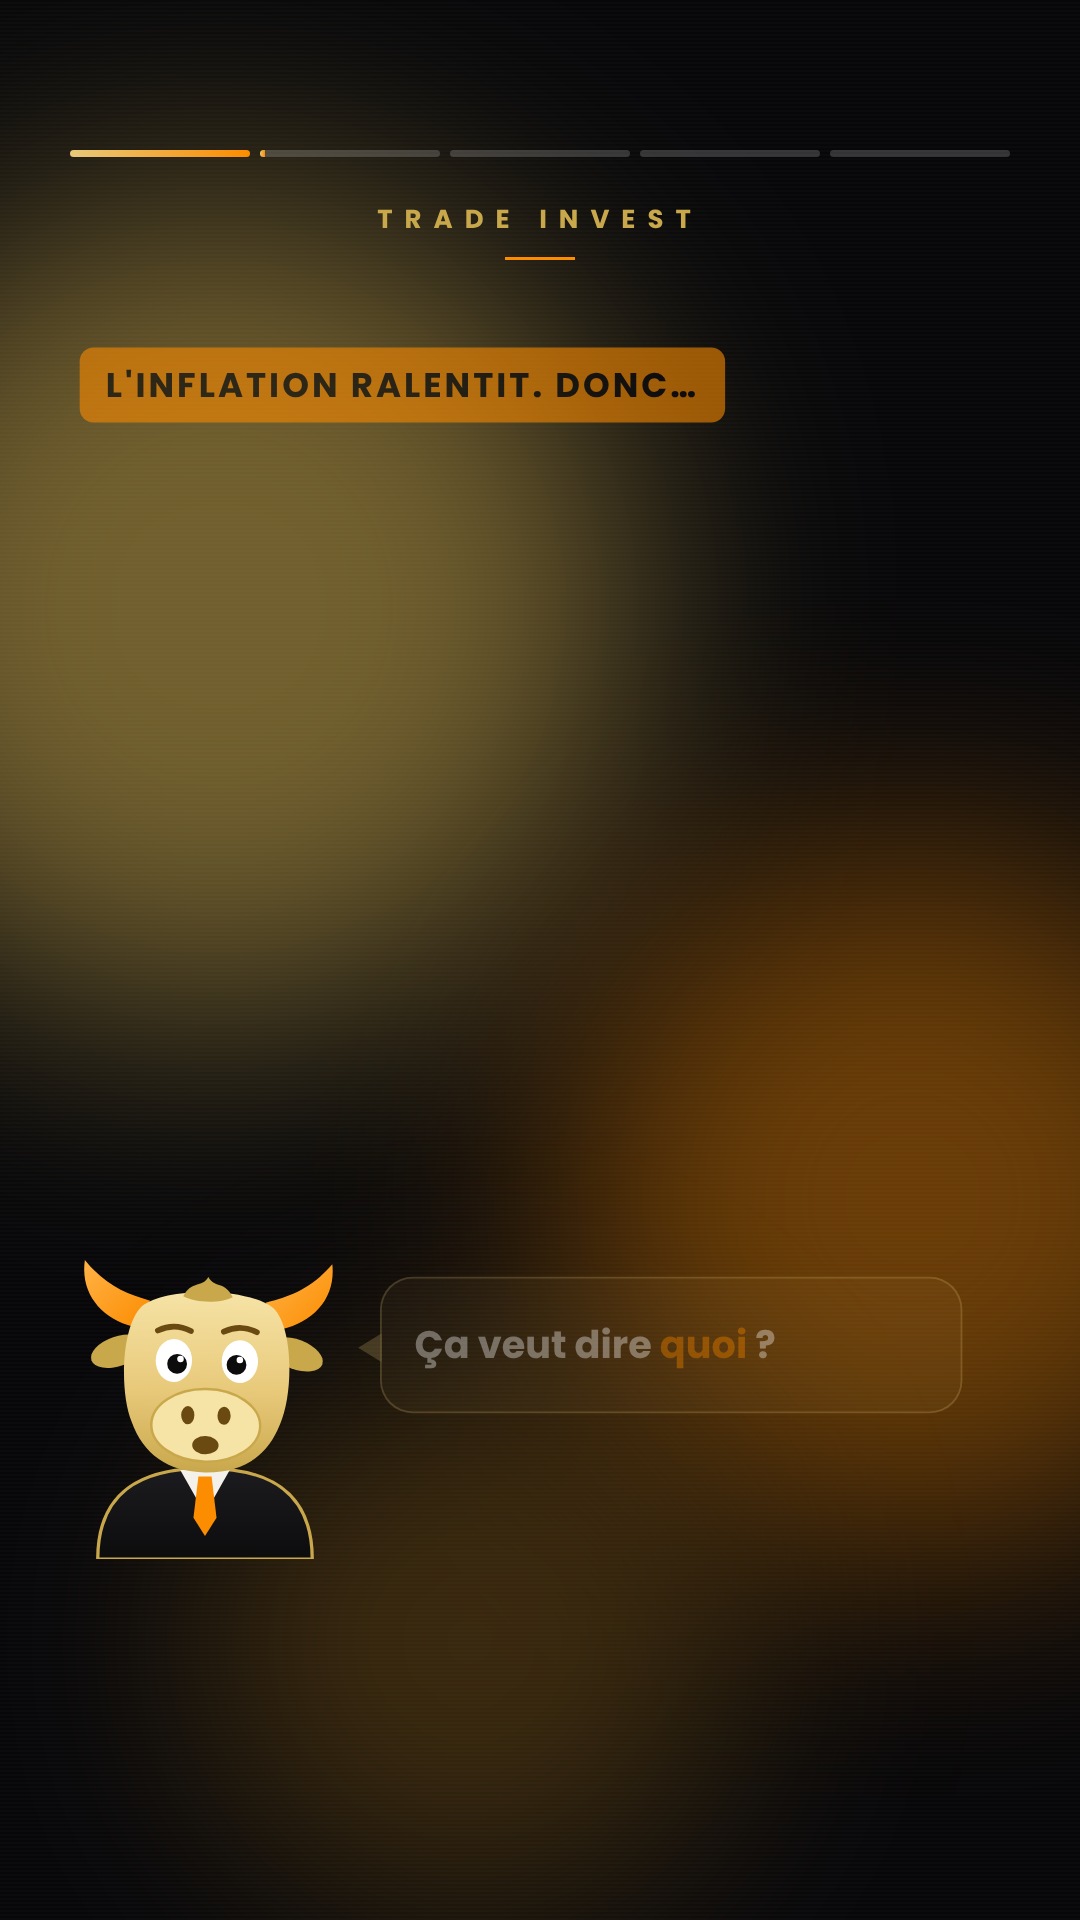 TRADE INVEST
L'INFLATION RALENTIT. DONC…
Ça veut dire quoi ?